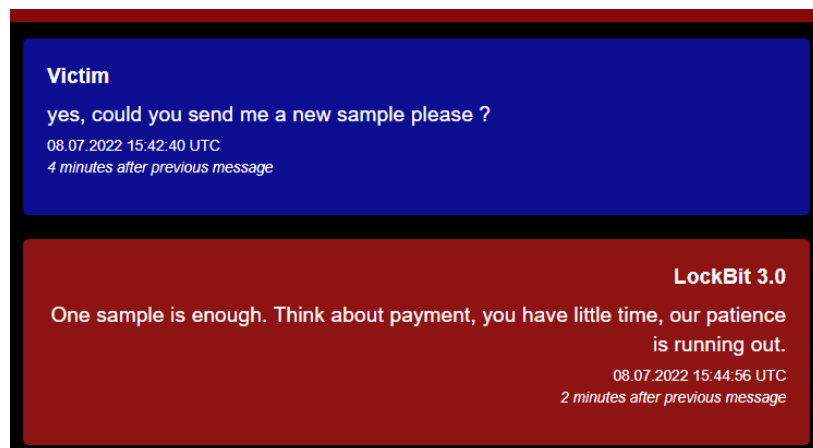 Victim
yes, could you send me a new sample please ?
08.07.2022 15:42:40 UTC
4 minutes after previous message
LockBit 3.0
One sample is enough. Think about payment, you have little time, our patience
is running out.
08.07.2022 15:44:56 UTC
2 minutes after previous message